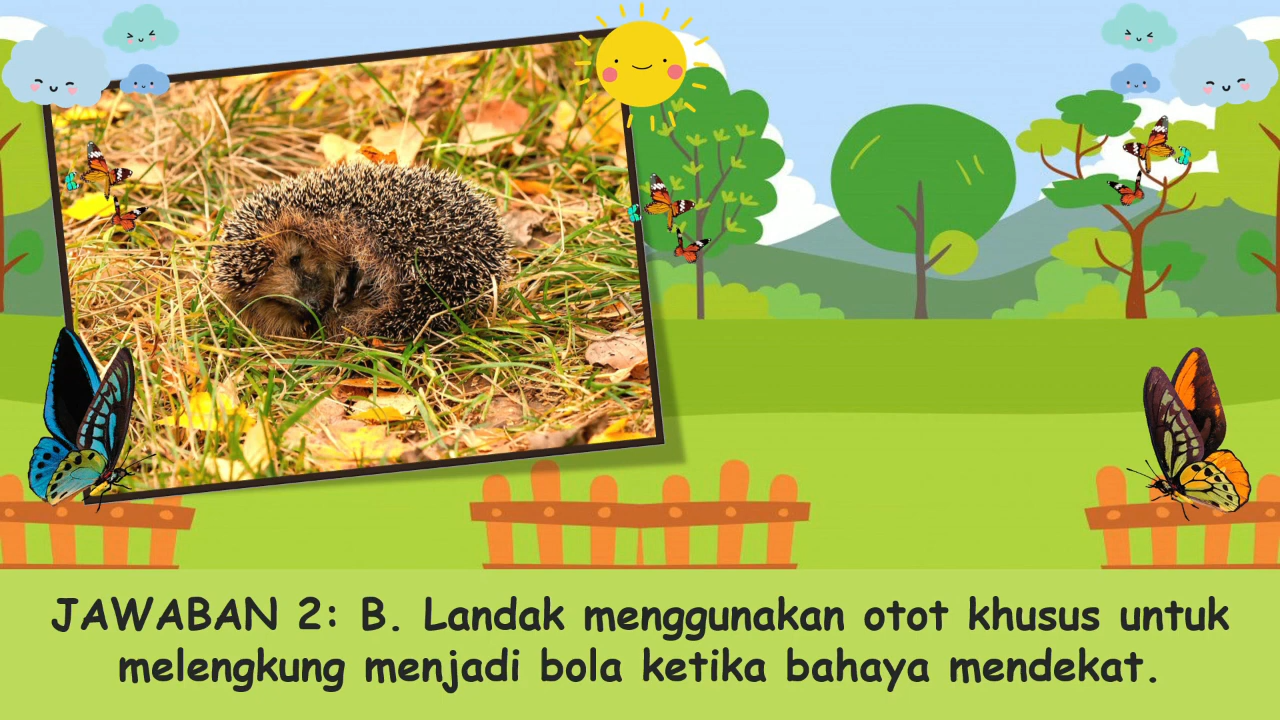 JAWABAN 2: B. Landak menggunakan otot khusus untuk
melengkung menjadi bola ketika bahaya mendekat.